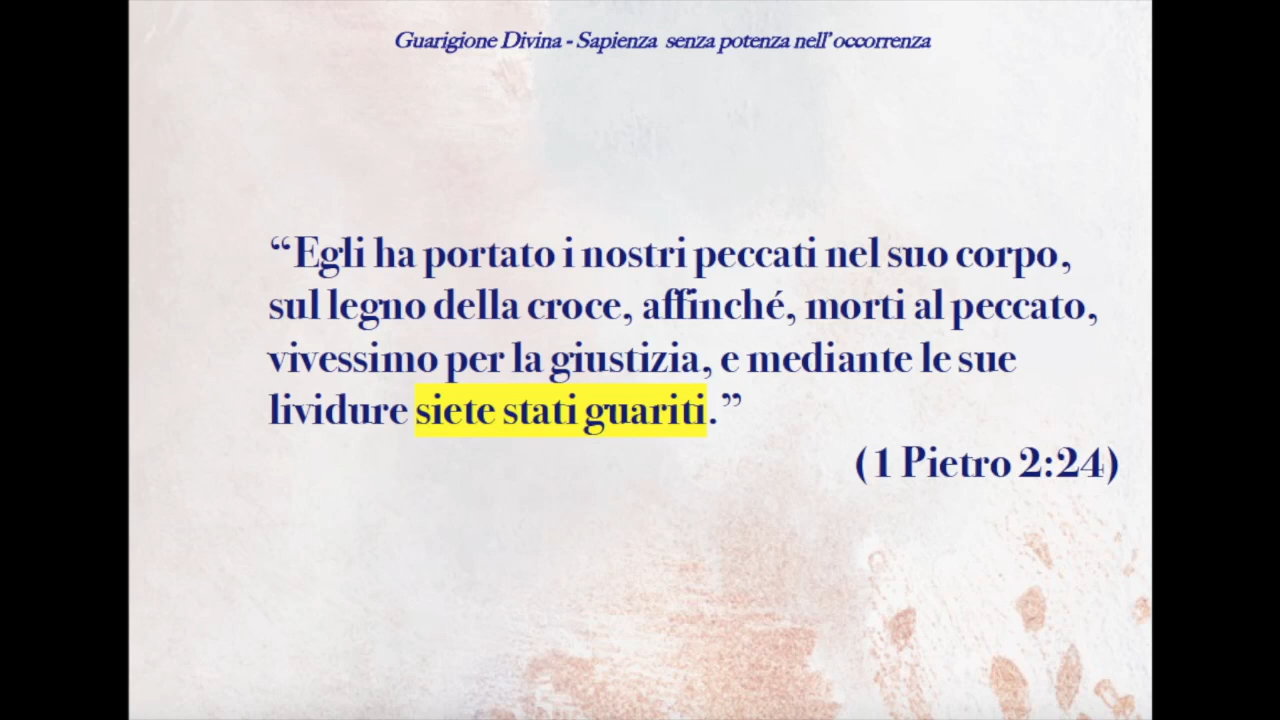 Guarigione Divina - Sapienza senza potenza nell'occorrenza
“Egli ha portato i nostri peccati nel suo corpo,
sul legno della croce, affinché, morti al peccato,
vivessimo per la giustizia, e mediante le sue
lividure siete stati guariti.”
(1 Pietro 2:24)